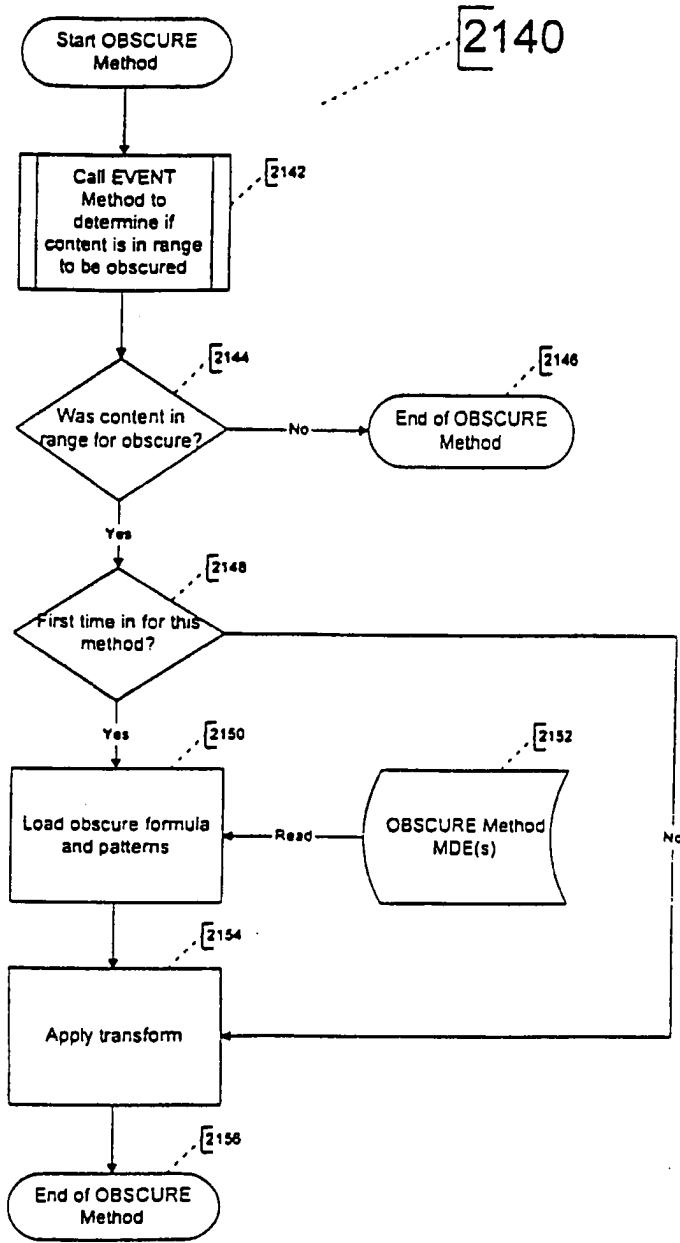 Start OBSCURE
Method
2140
Call EVENT
Method to
determine if
content is in range
to be obscured
2142
2144
Was content in
range for obscure?
No
2146
End of OBSCURE
Method
Yes
2148
First time in for this
method?
Yes
No
2150
Load obscure formula
and patterns
Read
2152
OBSCURE Method
MDE(s)
2154
Apply transform
2156
End of OBSCURE
Method